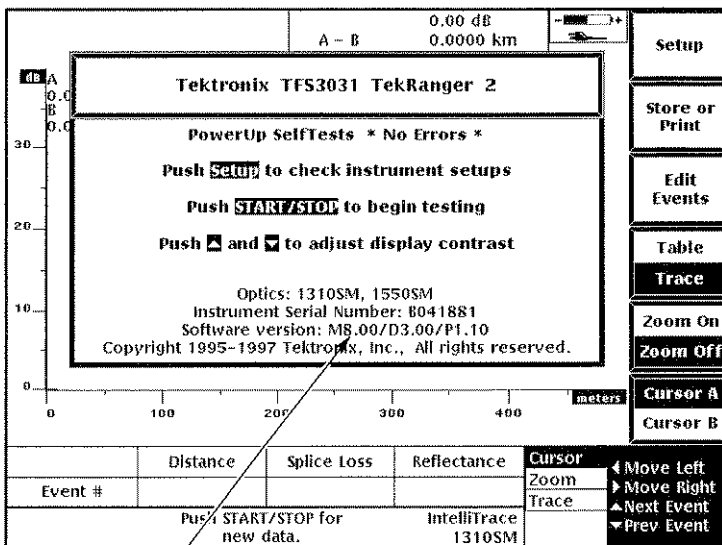 0.00 dB
A - B 0.0000 km
- +
Setup
dB A
0.0
B
0.0
Tektronix TFS3031 TekRanger 2
PowerUp SelfTests * No Errors *
Push Setup to check instrument setups
Push START/STOP to begin testing
Push and to adjust display contrast
Optics: 1310SM, 1550SM
Instrument Serial Number: B041881
Software version: M8.00/D3.00/P1.10
Copyright 1995-1997 Tektronix, Inc., All rights reserved.
Store or
Print
Edit
Events
Table
Trace
Zoom On
Zoom Off
Cursor A
Cursor B
30
20
10
0
0 100 200 300 400 meters
Distance Splice Loss Reflectance
Event #
Push START/STOP for
new data.
IntelliTrace
1310SM
Cursor
Zoom
Trace
Move Left
Move Right
Next Event
Prev Event